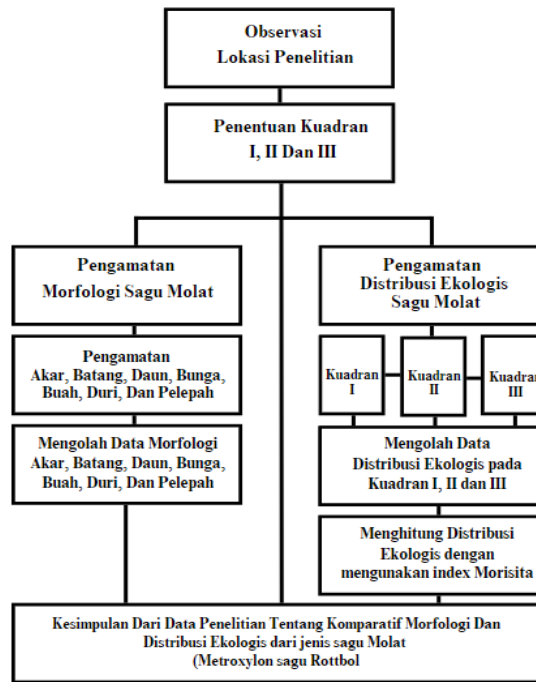 Observasi
Lokasi Penelitian
Penentuan Kuadran
I, II Dan III
Pengamatan
Morfologi Sagu Molat
Pengamatan
Distribusi Ekologis
Sagu Molat
Pengamatan
Akar, Batang, Daun, Bunga,
Buah, Duri, Dan Pelepah
Kuadran
I
Kuadran
II
Kuadran
III
Mengolah Data Morfologi
Akar, Batang, Daun, Bunga,
Buah, Duri, Dan Pelepah
Mengolah Data
Distribusi Ekologis pada
Kuadran I, II dan III
Menghitung Distribusi
Ekologis dengan
mengunakan index Morisita
Kesimpulan Dari Data Penelitian Tentang Komparatif Morfologi Dan
Distribusi Ekologis dari jenis sagu Molat
(Metroxylon sagu Rottbol